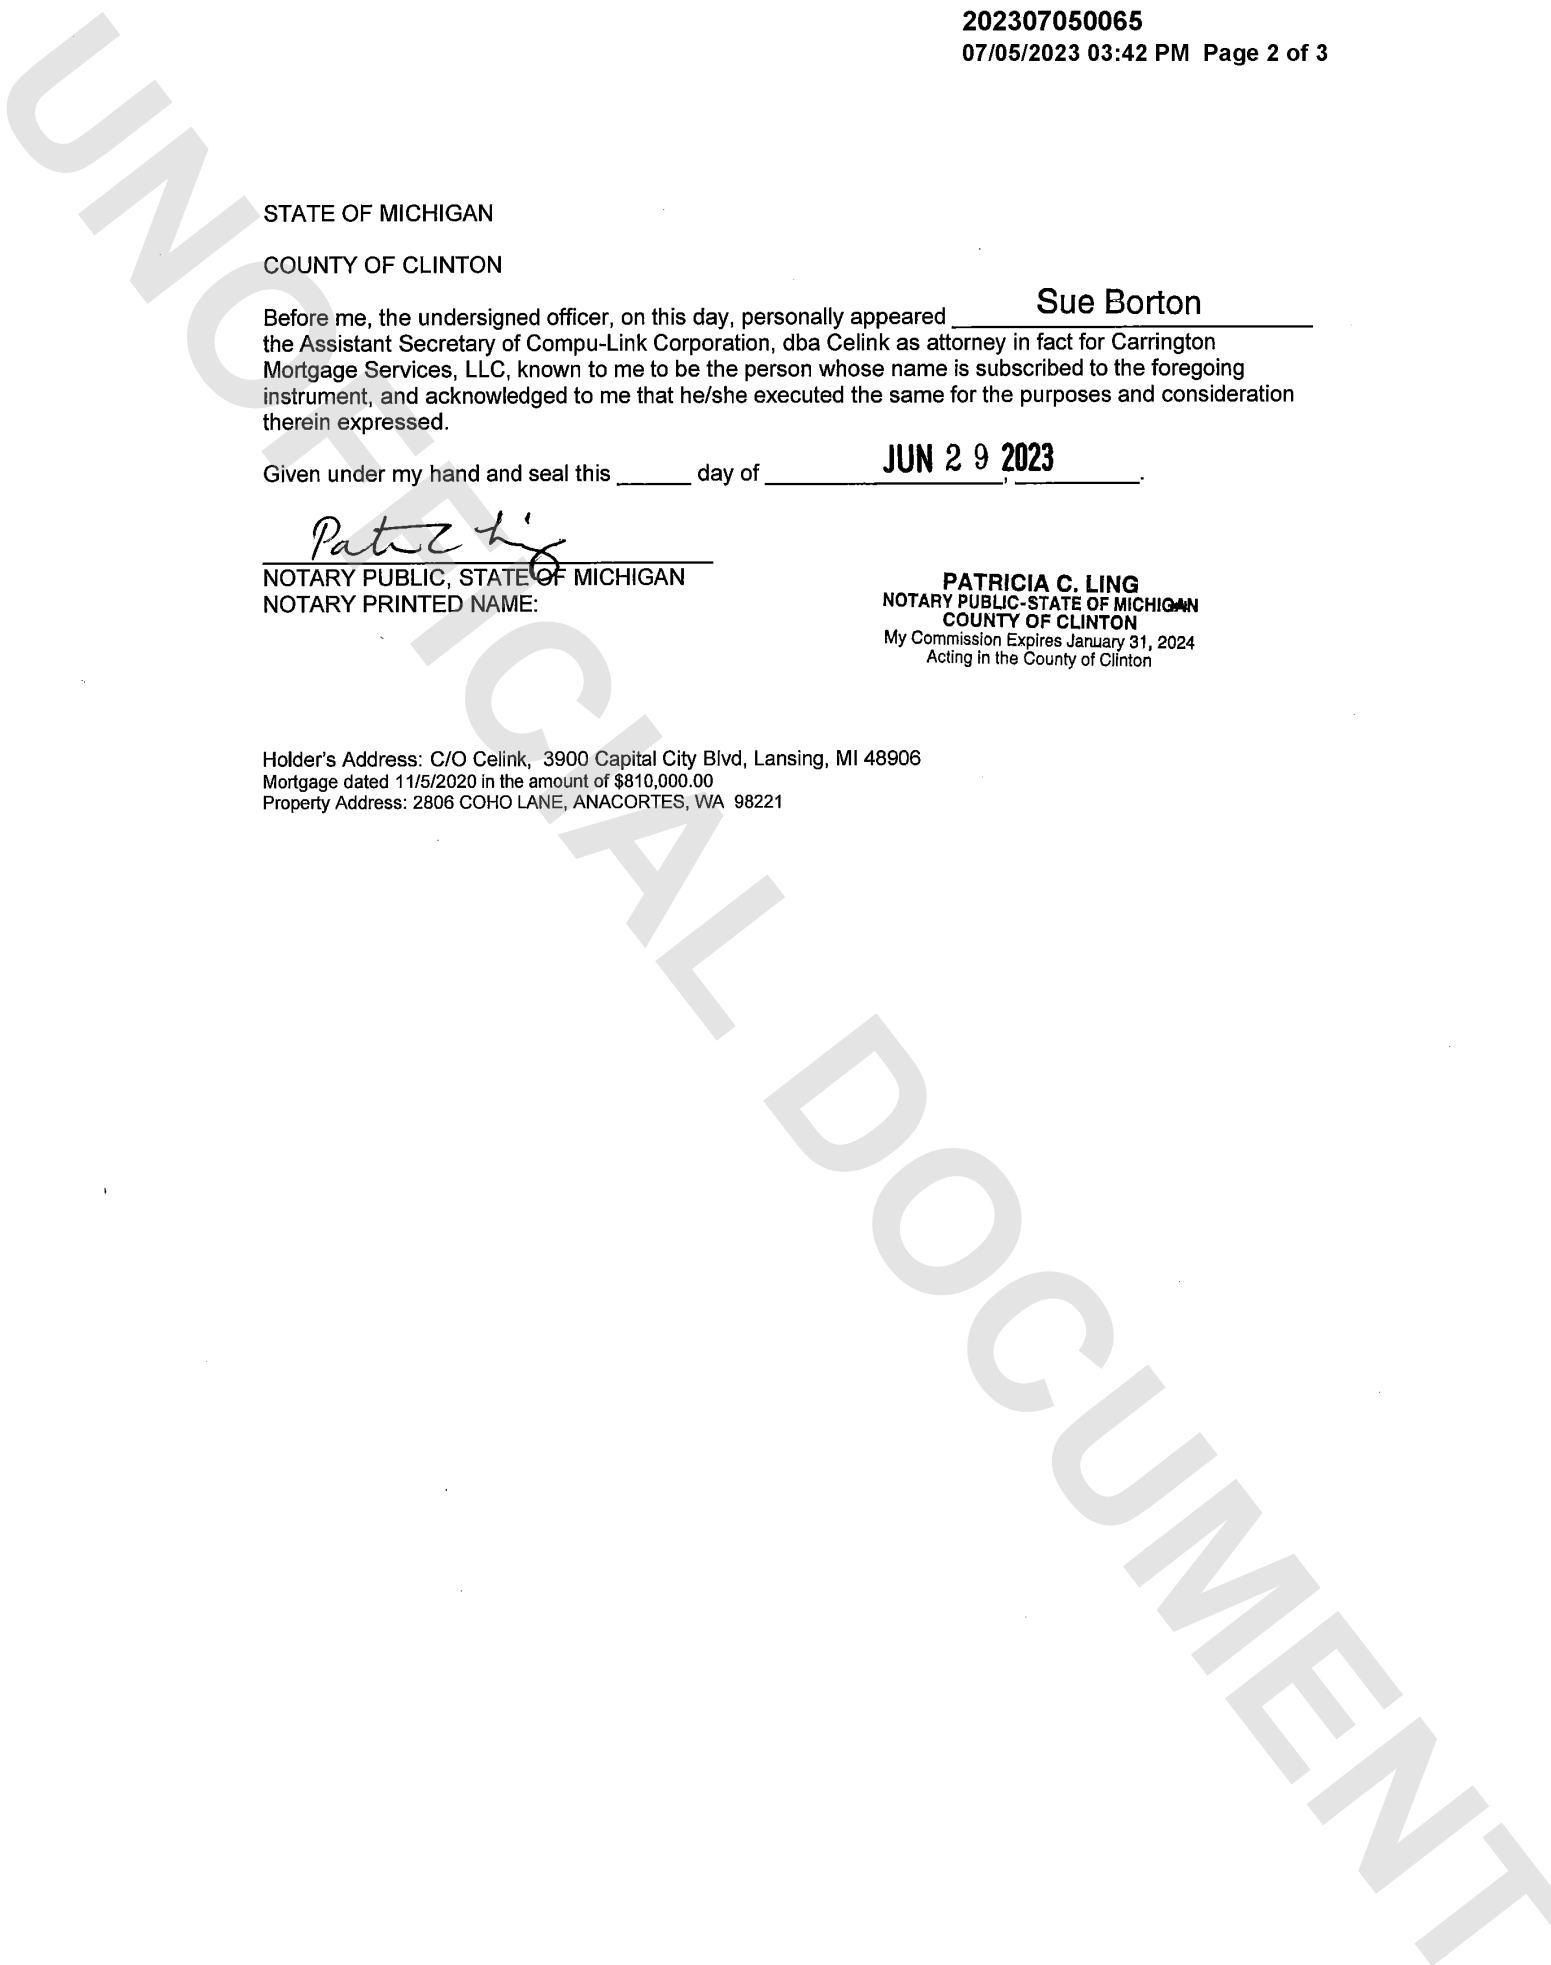 202307050065
07/05/2023 03:42 PM Page 2 of 3
STATE OF MICHIGAN
COUNTY OF CLINTON
Before me, the undersigned officer, on this day, personally appeared Sue Borton
the Assistant Secretary of Compu-Link Corporation, dba Celink as attorney in fact for Carrington
Mortgage Services, LLC, known to me to be the person whose name is subscribed to the foregoing
instrument, and acknowledged to me that he/she executed the same for the purposes and consideration
therein expressed.
Given under my hand and seal this ______ day of JUN 29 2023, ______.
NOTARY PUBLIC, STATE OF MICHIGAN
NOTARY PRINTED NAME:
PATRICIA C. LING
NOTARY PUBLIC-STATE OF MICHIGAN
COUNTY OF CLINTON
My Commission Expires January 31, 2024
Acting in the County of Clinton
Holder's Address: C/O Celink, 3900 Capital City Blvd, Lansing, MI 48906
Mortgage dated 11/5/2020 in the amount of $810,000.00
Property Address: 2806 COHO LANE, ANACORTES, WA 98221
UNOFFICIAL DOCUMENT